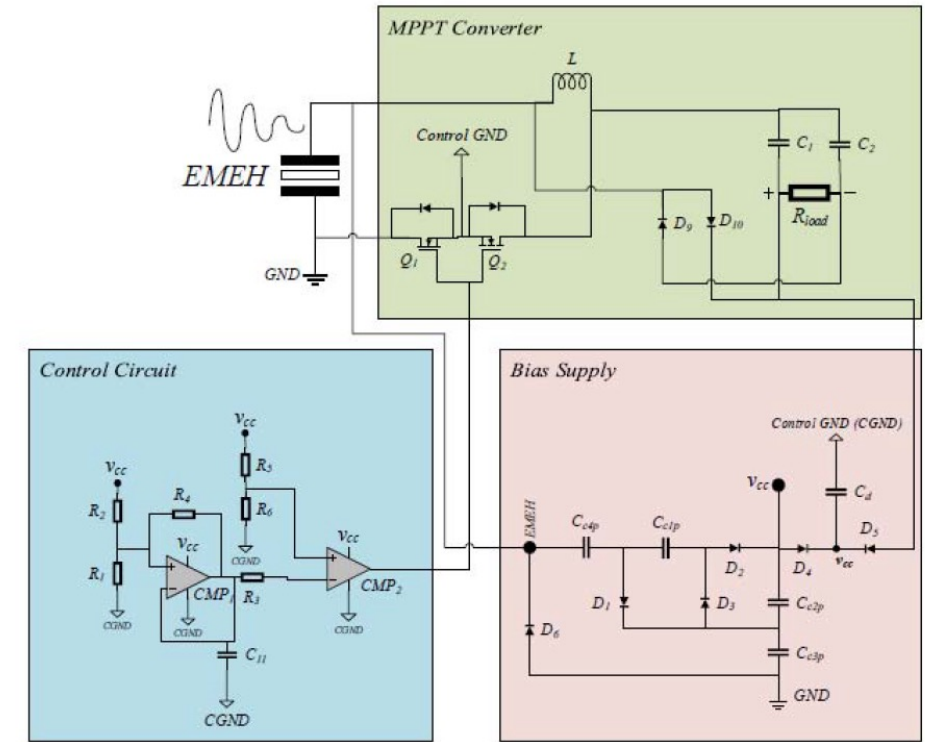 MPPT Converter
L
Control GND
C1
C2
EMEH
+
−
Rload
D9
D10
Q1
Q2
GND
Control Circuit
Bias Supply
vcc
Control GND (CGND)
vcc
R5
vcc
Cd
R2
R4
R6
EMEH
Cc4p
Cc1p
D5
CGND
vcc
vcc
D2
D4
vcc
R1
+
−
CMP1
R3
+
−
CMP2
D1
D3
Cc2p
CGND
CGND
CGND
D6
C11
Cc3p
CGND
GND